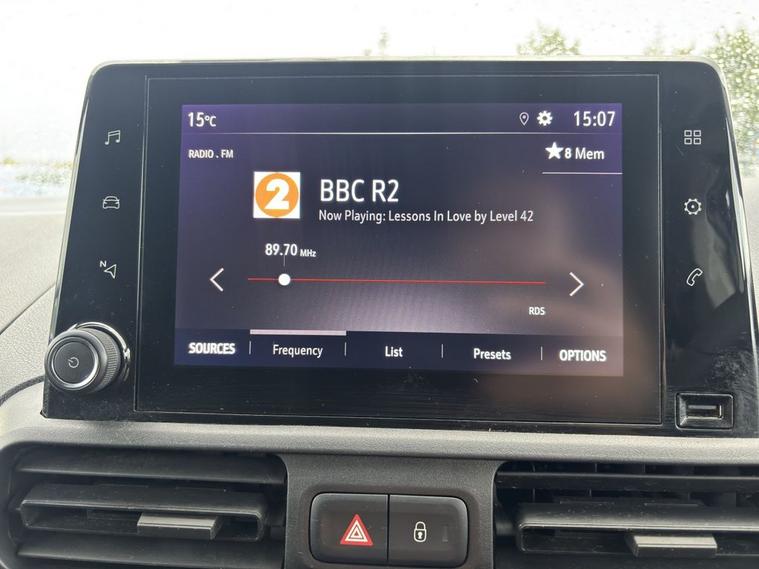 15°C 15:07
RADIO . FM
8 Mem
2
BBC R2
Now Playing: Lessons In Love by Level 42
89.70 MHz
RDS
SOURCES Frequency List Presets OPTIONS
N